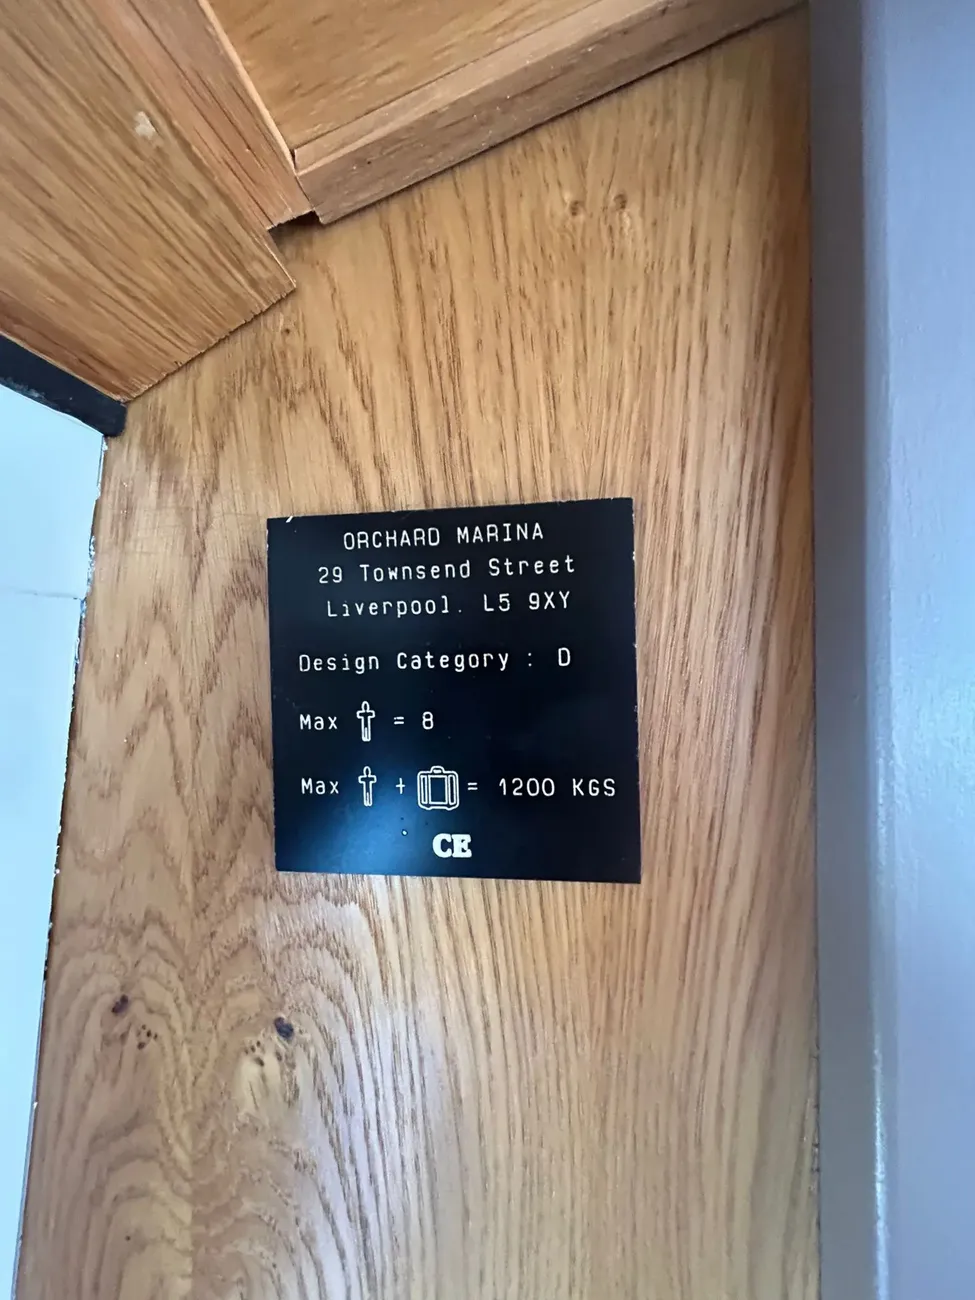 ORCHARD MARINA
29 Townsend Street
Liverpool. L5 9XY
Design Category : D
Max = 8
Max + = 1200 KGS
CE